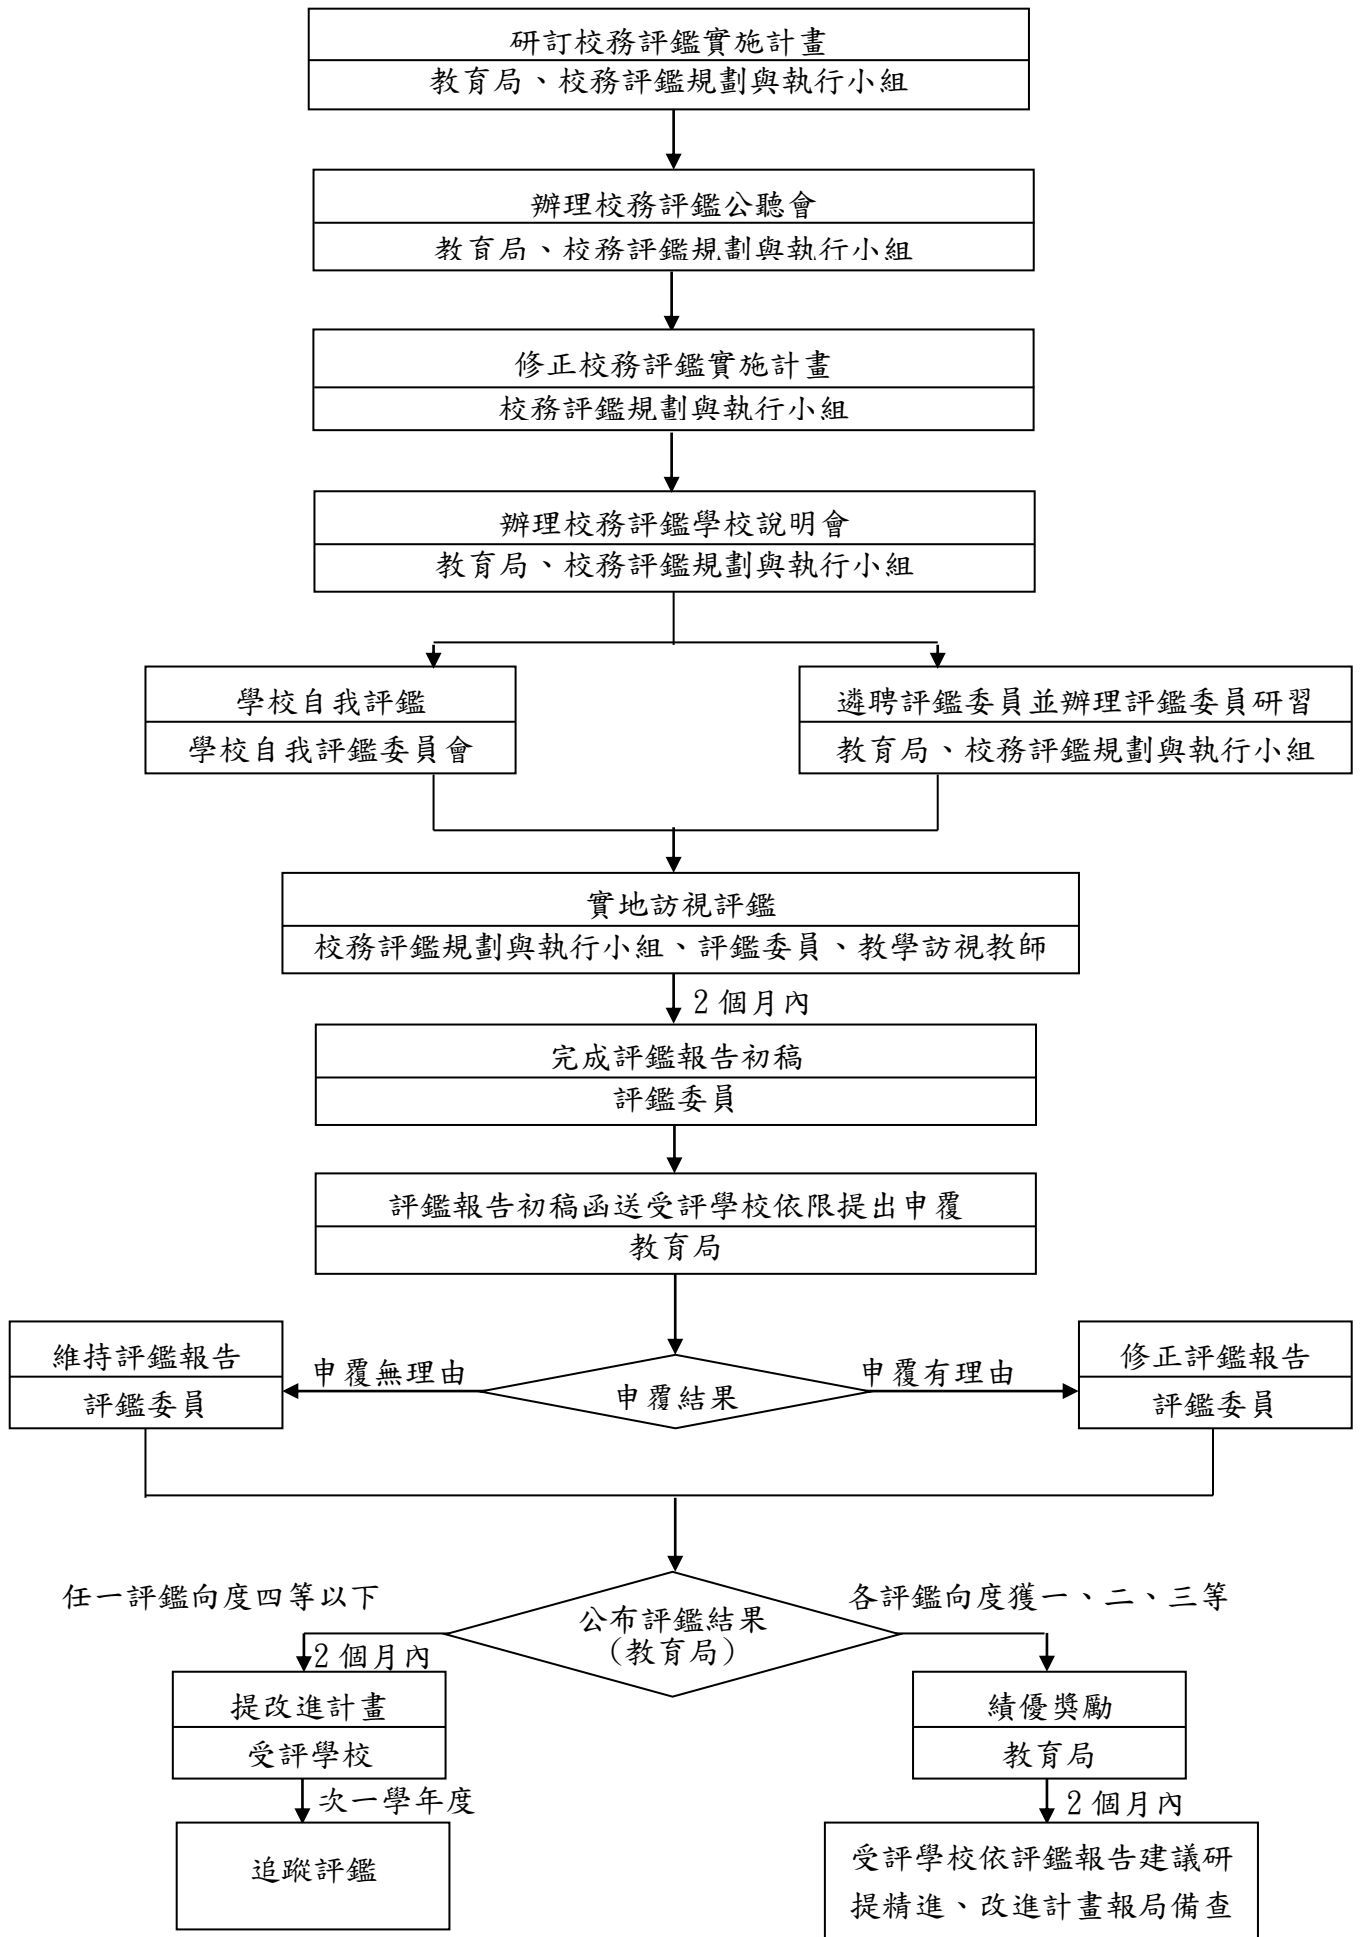 研訂校務評鑑實施計畫
教育局、校務評鑑規劃與執行小組
辦理校務評鑑公聽會
教育局、校務評鑑規劃與執行小組
修正校務評鑑實施計畫
校務評鑑規劃與執行小組
辦理校務評鑑學校說明會
教育局、校務評鑑規劃與執行小組
學校自我評鑑
學校自我評鑑委員會
遴聘評鑑委員並辦理評鑑委員研習
教育局、校務評鑑規劃與執行小組
實地訪視評鑑
校務評鑑規劃與執行小組、評鑑委員、教學訪視教師
2 個月內
完成評鑑報告初稿
評鑑委員
評鑑報告初稿函送受評學校依限提出申覆
教育局
維持評鑑報告
評鑑委員
申覆無理由
申覆結果
申覆有理由
修正評鑑報告
評鑑委員
任一評鑑向度四等以下
公布評鑑結果
（教育局）
各評鑑向度獲一、二、三等
2 個月內
提改進計畫
受評學校
次一學年度
追蹤評鑑
績優獎勵
教育局
2 個月內
受評學校依評鑑報告建議研
提精進、改進計畫報局備查